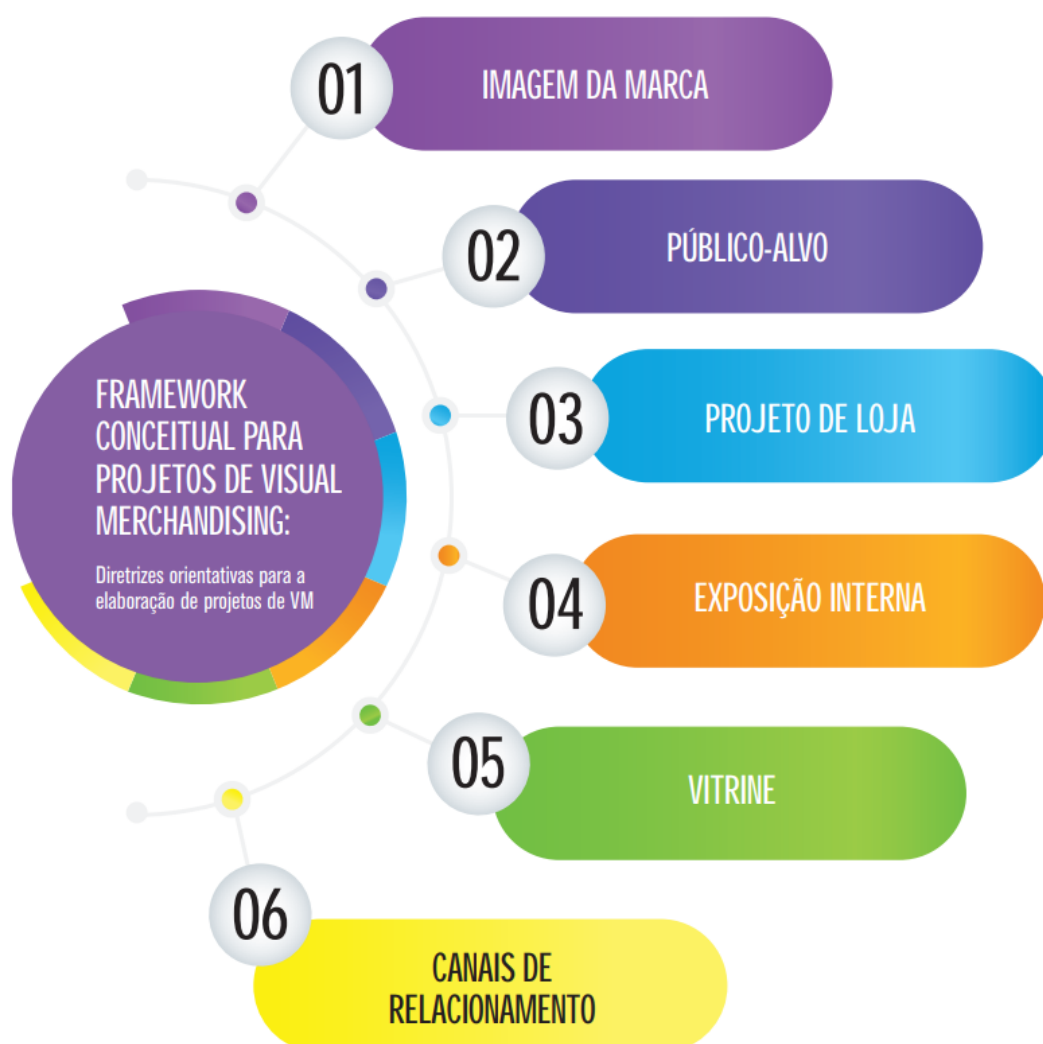 01
IMAGEM DA MARCA
02
PÚBLICO-ALVO
FRAMEWORK
CONCEITUAL PARA
PROJETOS DE VISUAL
MERCHANDISING:
Diretrizes orientativas para a
elaboração de projetos de VM
03
PROJETO DE LOJA
04
EXPOSIÇÃO INTERNA
05
VITRINE
06
CANAIS DE
RELACIONAMENTO